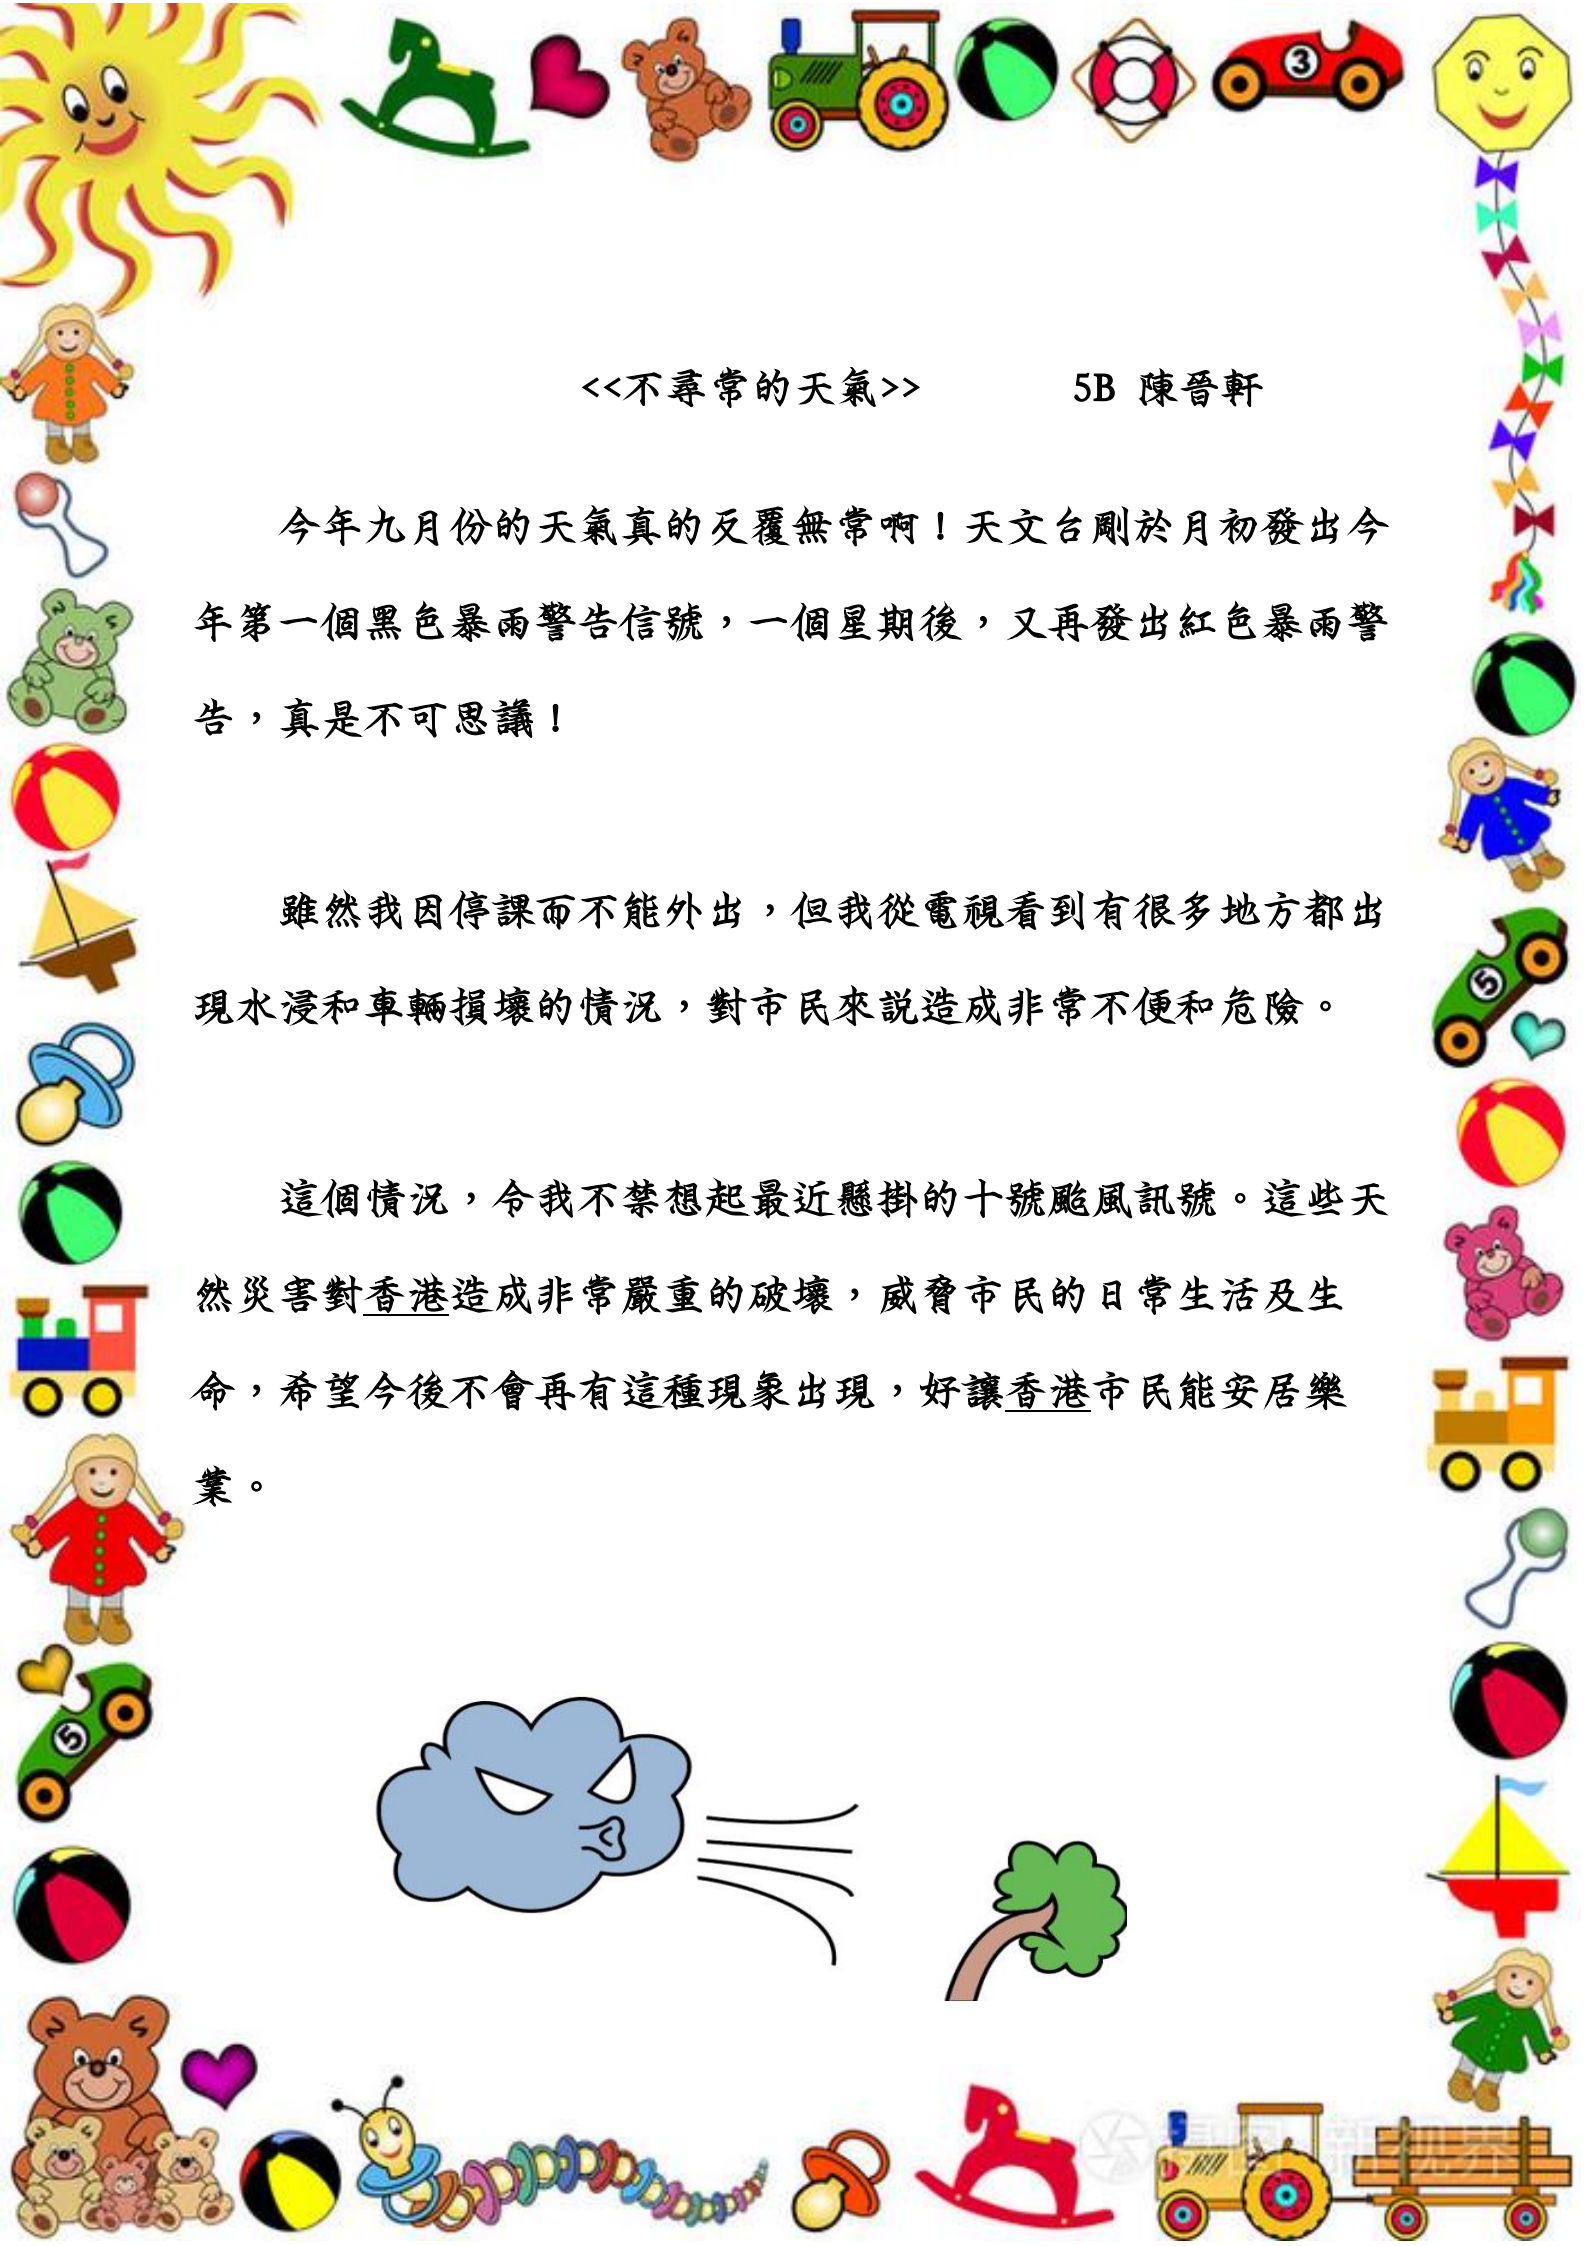 <<不尋常的天氣>> 5B 陳晉軒
今年九月份的天氣真的反覆無常啊！天文台剛於月初發出今
年第一個黑色暴雨警告信號，一個星期後，又再發出紅色暴雨警
告，真是不可思議！
雖然我因停課而不能外出，但我從電視看到有很多地方都出
現水浸和車輛損壞的情況，對市民來説造成非常不便和危險。
這個情況，令我不禁想起最近懸掛的十號颱風訊號。這些天
然災害對香港造成非常嚴重的破壞，威脅市民的日常生活及生
命，希望今後不會再有這種現象出現，好讓香港市民能安居樂
業。
3
5
5